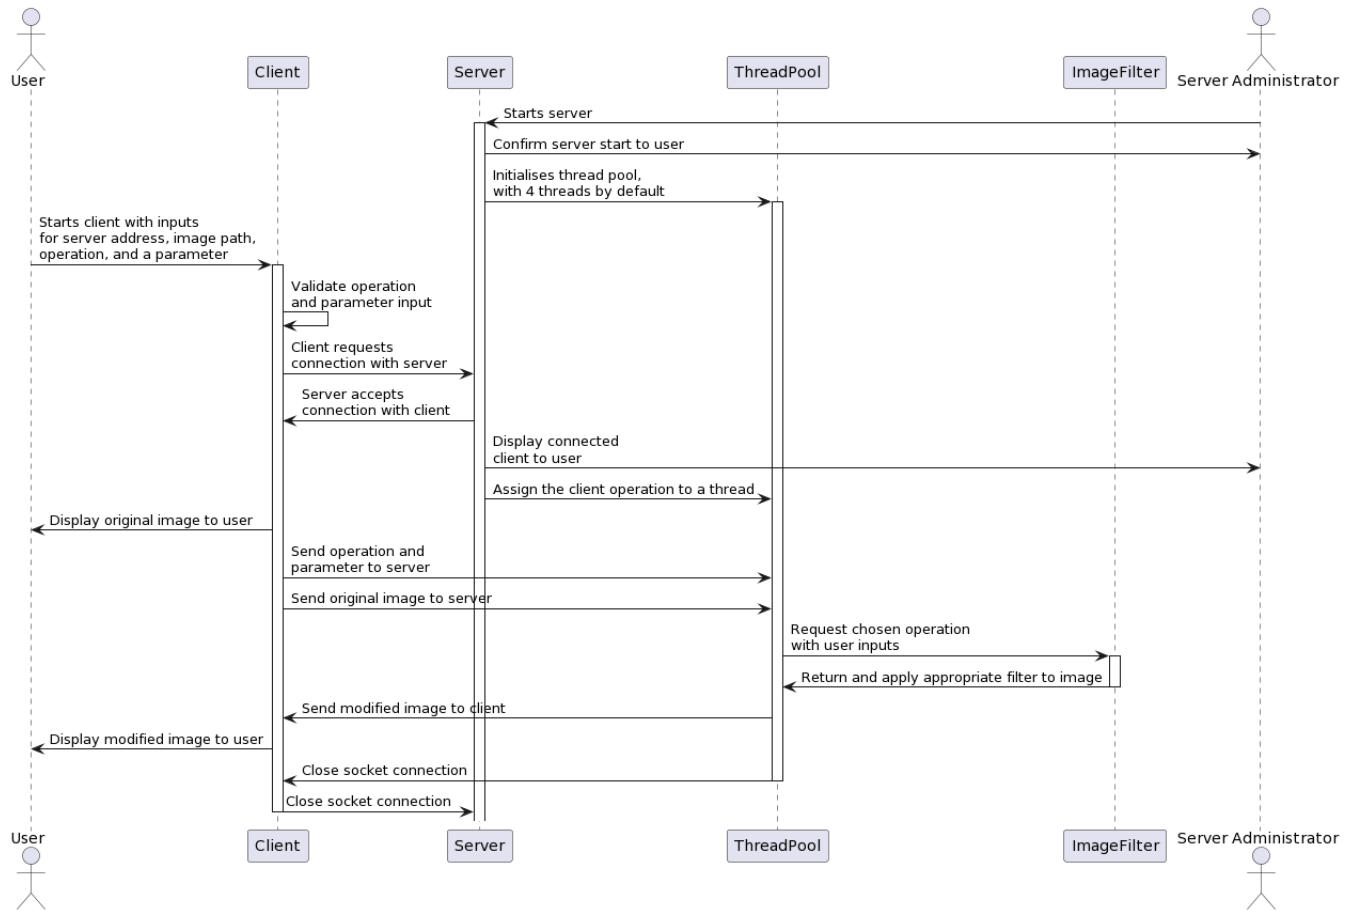 User
Server Administrator
Client
Server
ThreadPool
ImageFilter
Starts server
Confirm server start to user
Initialises thread pool,
with 4 threads by default
Starts client with inputs
for server address, image path,
operation, and a parameter
Validate operation
and parameter input
Client requests
connection with server
Server accepts
connection with client
Display connected
client to user
Assign the client operation to a thread
Display original image to user
Send operation and
parameter to server
Send original image to server
Request chosen operation
with user inputs
Return and apply appropriate filter to image
Send modified image to client
Display modified image to user
Close socket connection
Close socket connection
User
Server Administrator
Client
Server
ThreadPool
ImageFilter